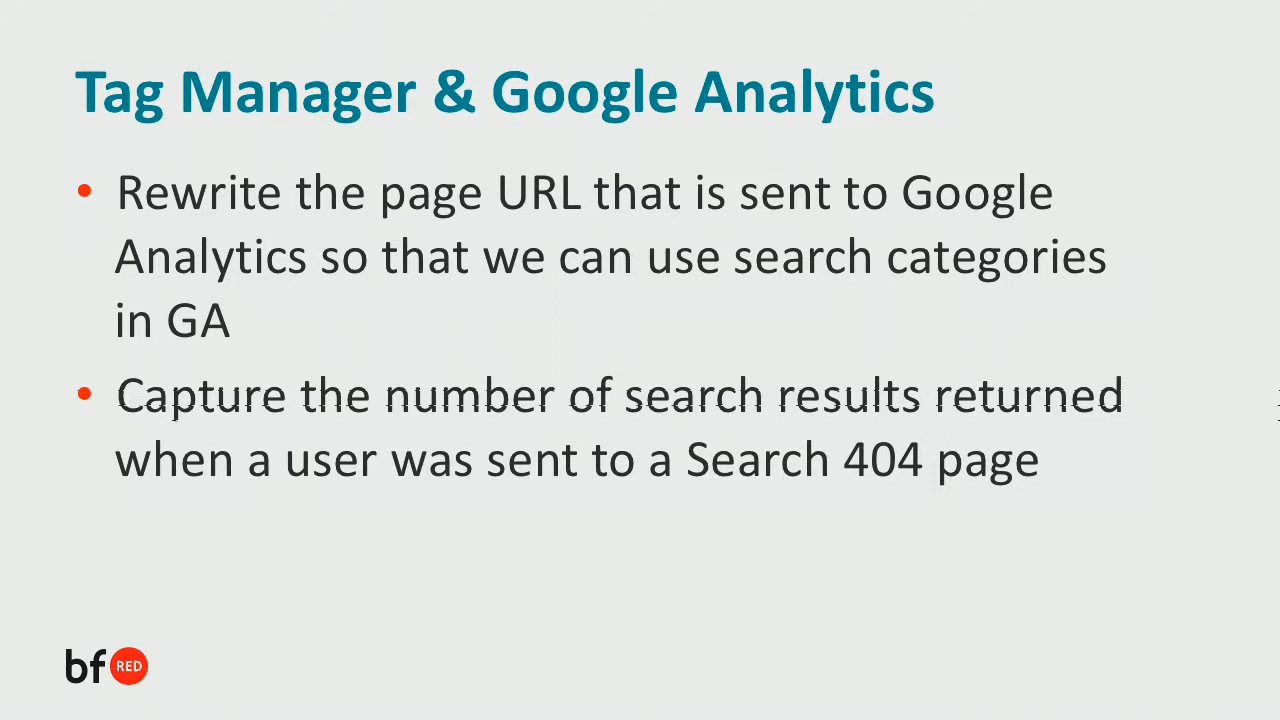 Tag Manager & Google Analytics
• Rewrite the page URL that is sent to Google
Analytics so that we can use search categories
in GA
• Capture the number of search results returned
when a user was sent to a Search 404 page
bf RED